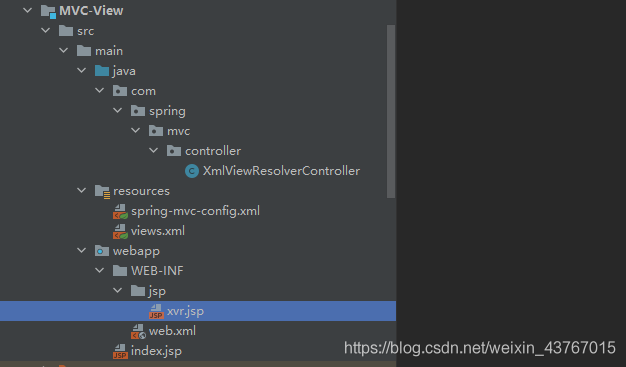 MVC-View
src
main
java
com
spring
mvc
controller
XmlViewResolverController
resources
spring-mvc-config.xml
views.xml
webapp
WEB-INF
jsp
xvr.jsp
web.xml
index.jsp
https://blog.csdn.net/weixin_43767015